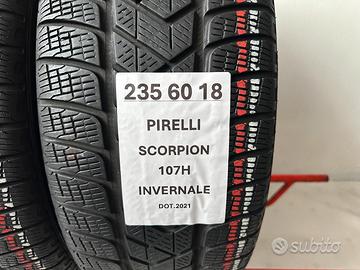 235 60 18
PIRELLI
SCORPION
107H
INVERNALE
DOT.2021
subito